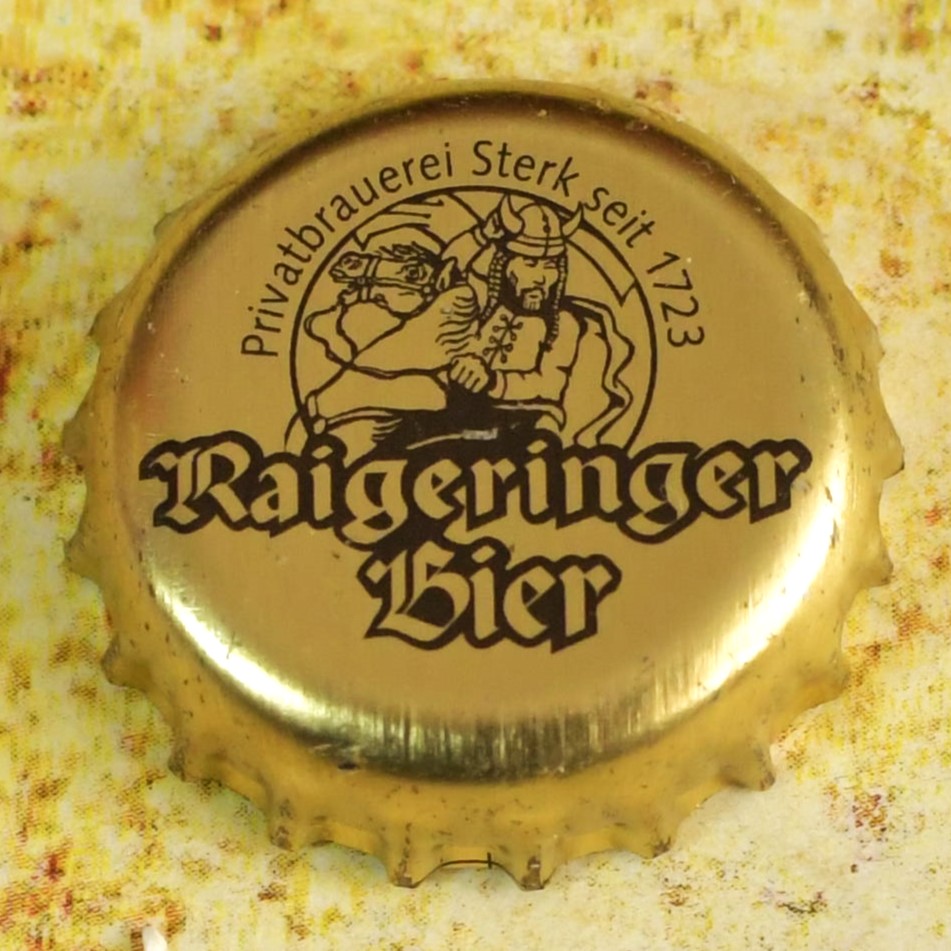 Privatbrauerei Sterk seit 1723
Raigeringer
Bier